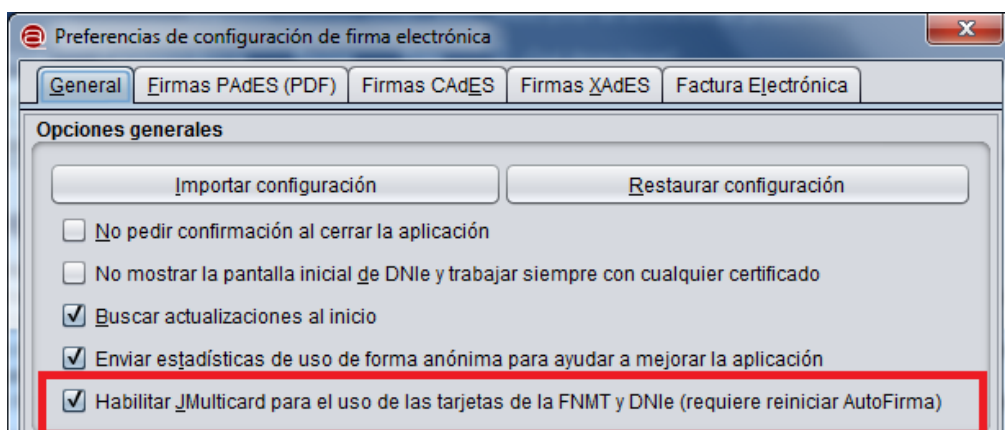 Preferencias de configuración de firma electrónica
General Firmas PAdES (PDF) Firmas CAdES Firmas XAdES Factura Electrónica
Opciones generales
Importar configuración Restaurar configuración
No pedir confirmación al cerrar la aplicación
No mostrar la pantalla inicial de DNIe y trabajar siempre con cualquier certificado
Buscar actualizaciones al inicio
Enviar estadísticas de uso de forma anónima para ayudar a mejorar la aplicación
Habilitar JMulticard para el uso de las tarjetas de la FNMT y DNIe (requiere reiniciar AutoFirma)